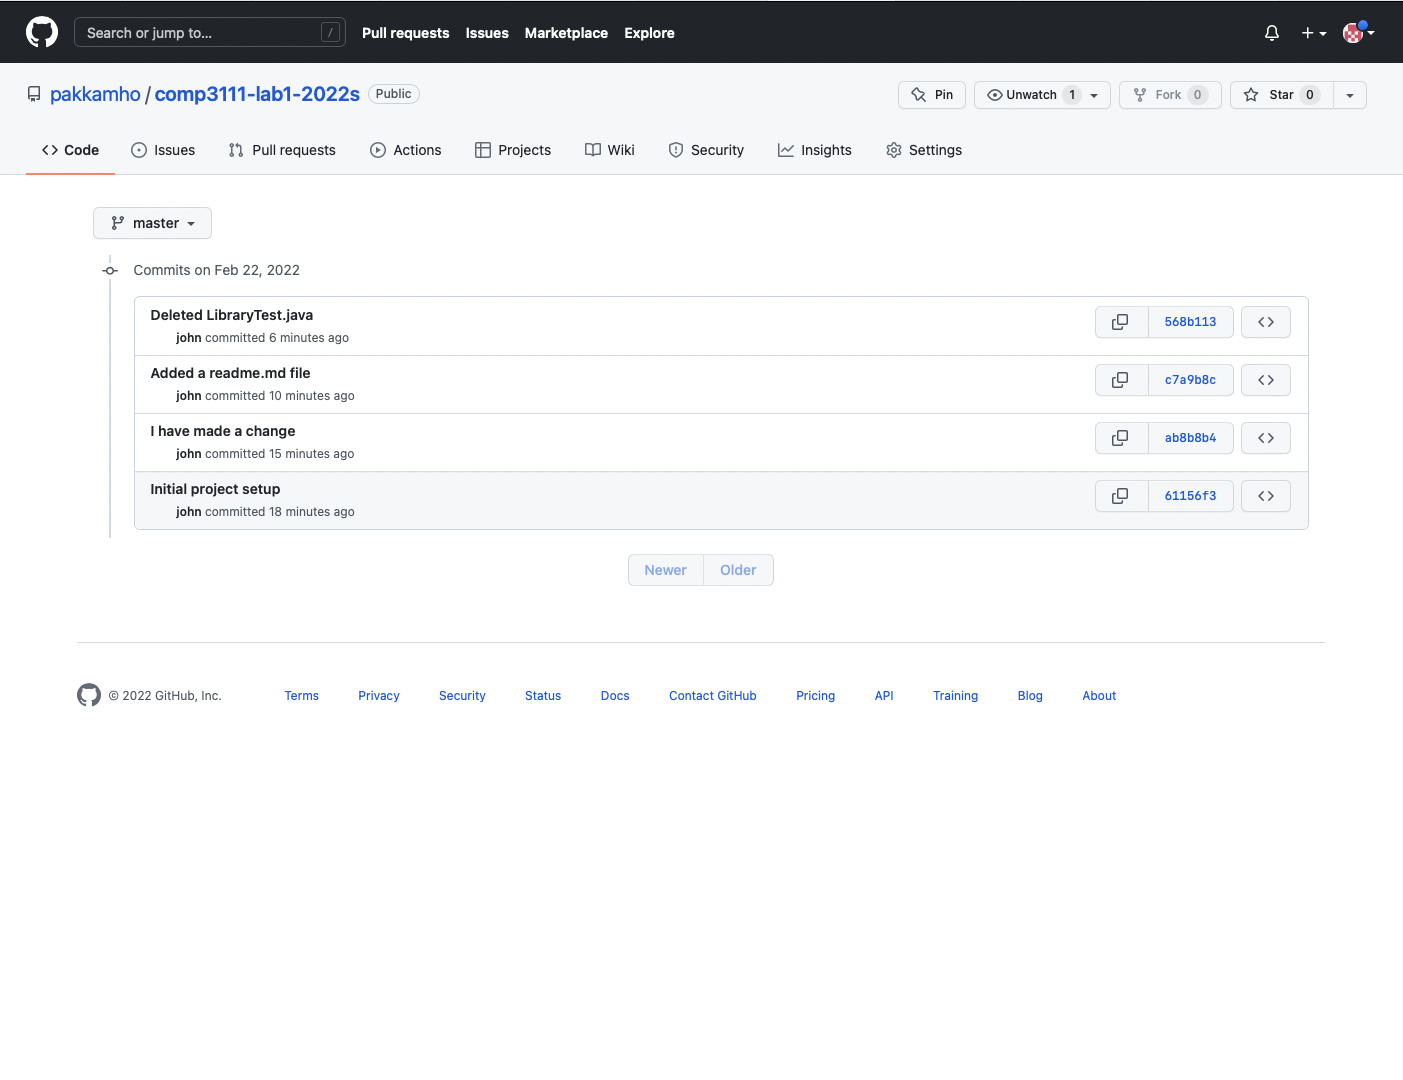 Search or jump to... / Pull requests Issues Marketplace Explore
pakkamho / comp3111-lab1-2022s Public Pin Unwatch 1 Fork 0 Star 0
Code Issues Pull requests Actions Projects Wiki Security Insights Settings
master
Commits on Feb 22, 2022
Deleted LibraryTest.java
john committed 6 minutes ago
568b113
Added a readme.md file
john committed 10 minutes ago
c7a9b8c
I have made a change
john committed 15 minutes ago
ab8b8b4
Initial project setup
john committed 18 minutes ago
61156f3
Newer Older
© 2022 GitHub, Inc. Terms Privacy Security Status Docs Contact GitHub Pricing API Training Blog About